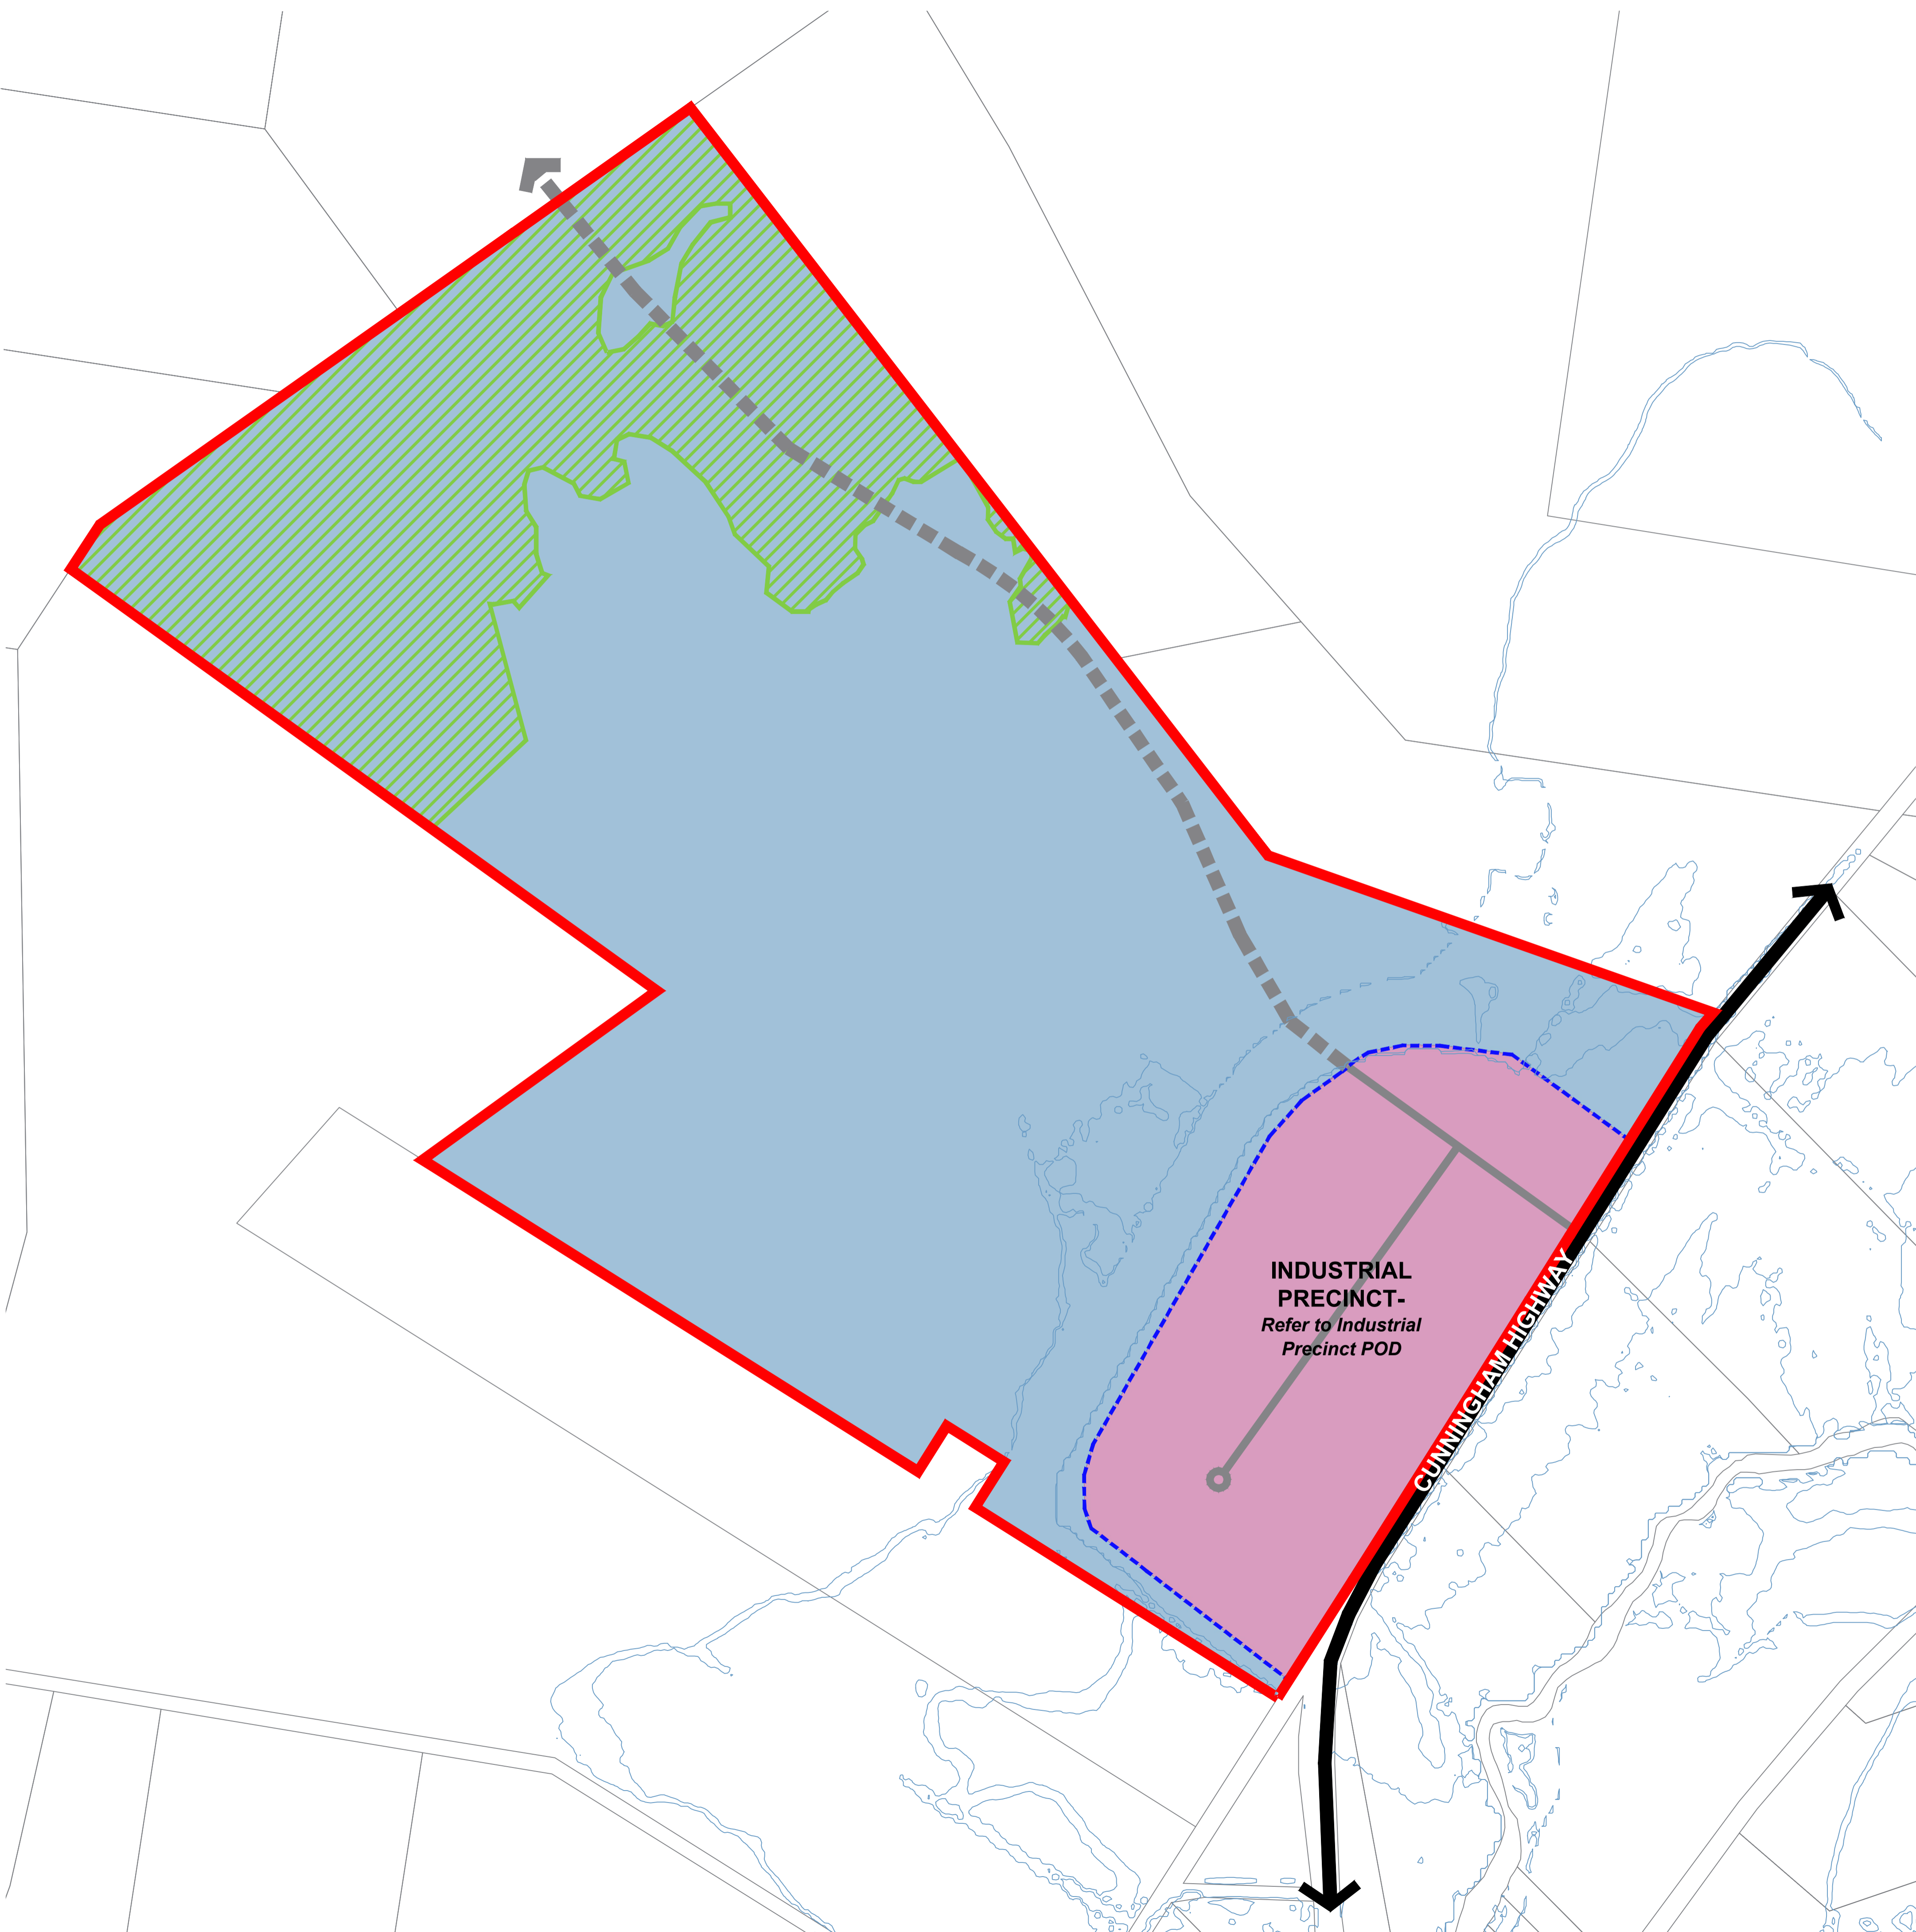 INDUSTRIAL
PRECINCT-
Refer to Industrial
Precinct POD
CUNNINGHAM HIGHWAY